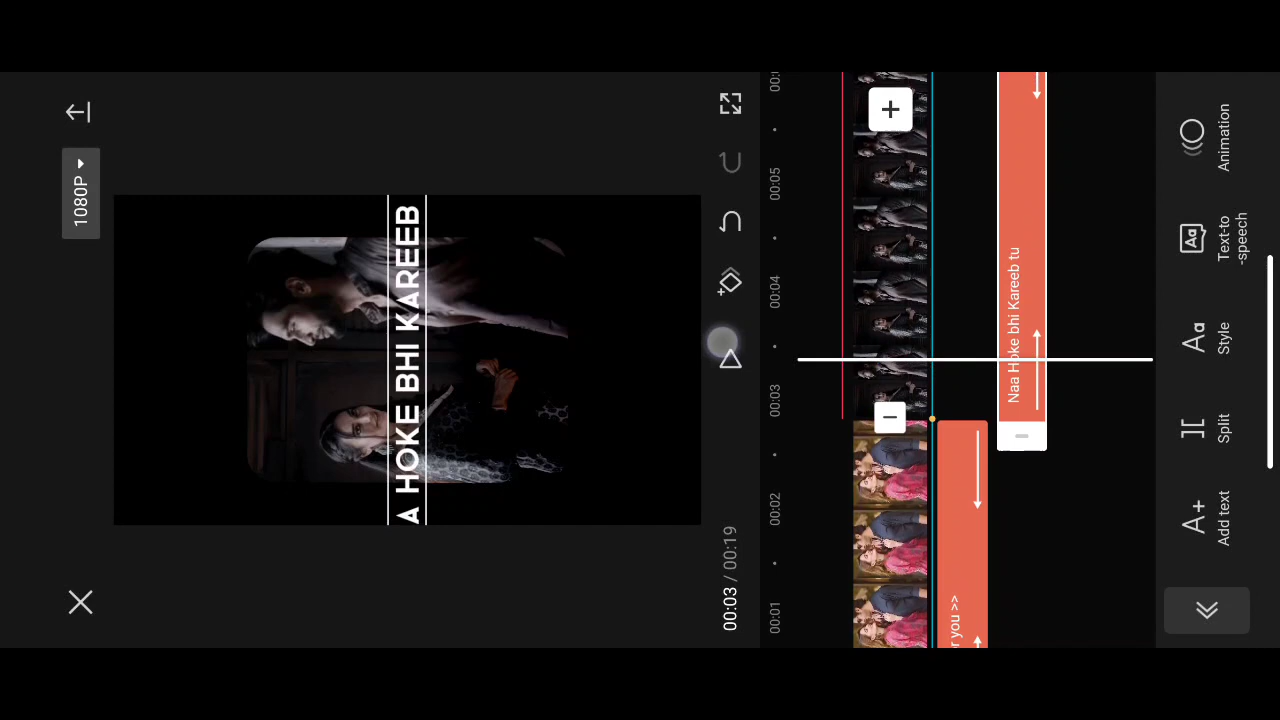 1080P
A HOKE BHI KAREEB
00:03 / 00:19
00:01
00:02
00:03
00:04
00:05
r you >>
Naa Hoke bhi Kareeb tu
Add text
Split
Style
Text-to
-speech
Animation